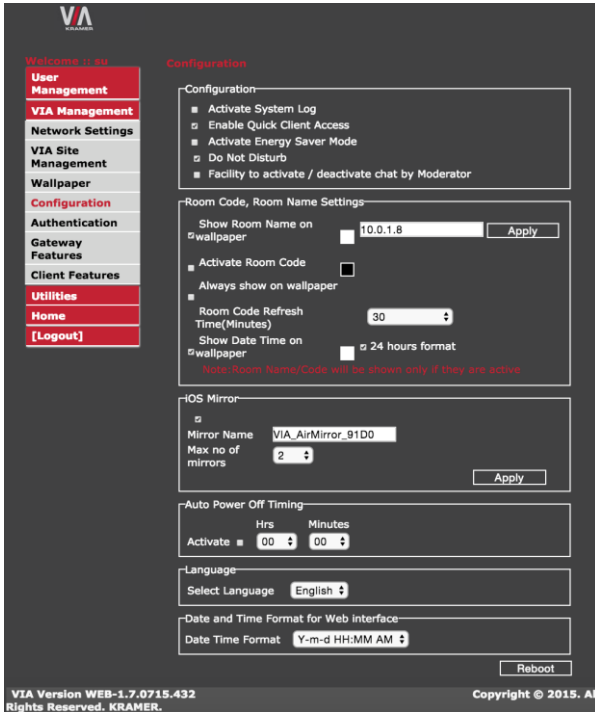 VIA
KRAMER
Welcome :: su
User
Management
VIA Management
Network Settings
VIA Site
Management
Wallpaper
Configuration
Authentication
Gateway
Features
Client Features
Utilities
Home
[Logout]
Configuration
Configuration
Activate System Log
Enable Quick Client Access
Activate Energy Saver Mode
Do Not Disturb
Facility to activate / deactivate chat by Moderator
Room Code, Room Name Settings
Show Room Name on
wallpaper
10.0.1.8
Apply
Activate Room Code
Always show on wallpaper
Room Code Refresh
Time(Minutes)
30
Show Date Time on
wallpaper
24 hours format
Note:Room Name/Code will be shown only if they are active
iOS Mirror
Mirror Name VIA_AirMirror_91D0
Max no of
mirrors
2
Apply
Auto Power Off Timing
Hrs Minutes
Activate 00 00
Language
Select Language English
Date and Time Format for Web interface
Date Time Format Y-m-d HH:MM AM
Reboot
VIA Version WEB-1.7.0715.432
Copyright © 2015. Al
Rights Reserved. KRAMER.